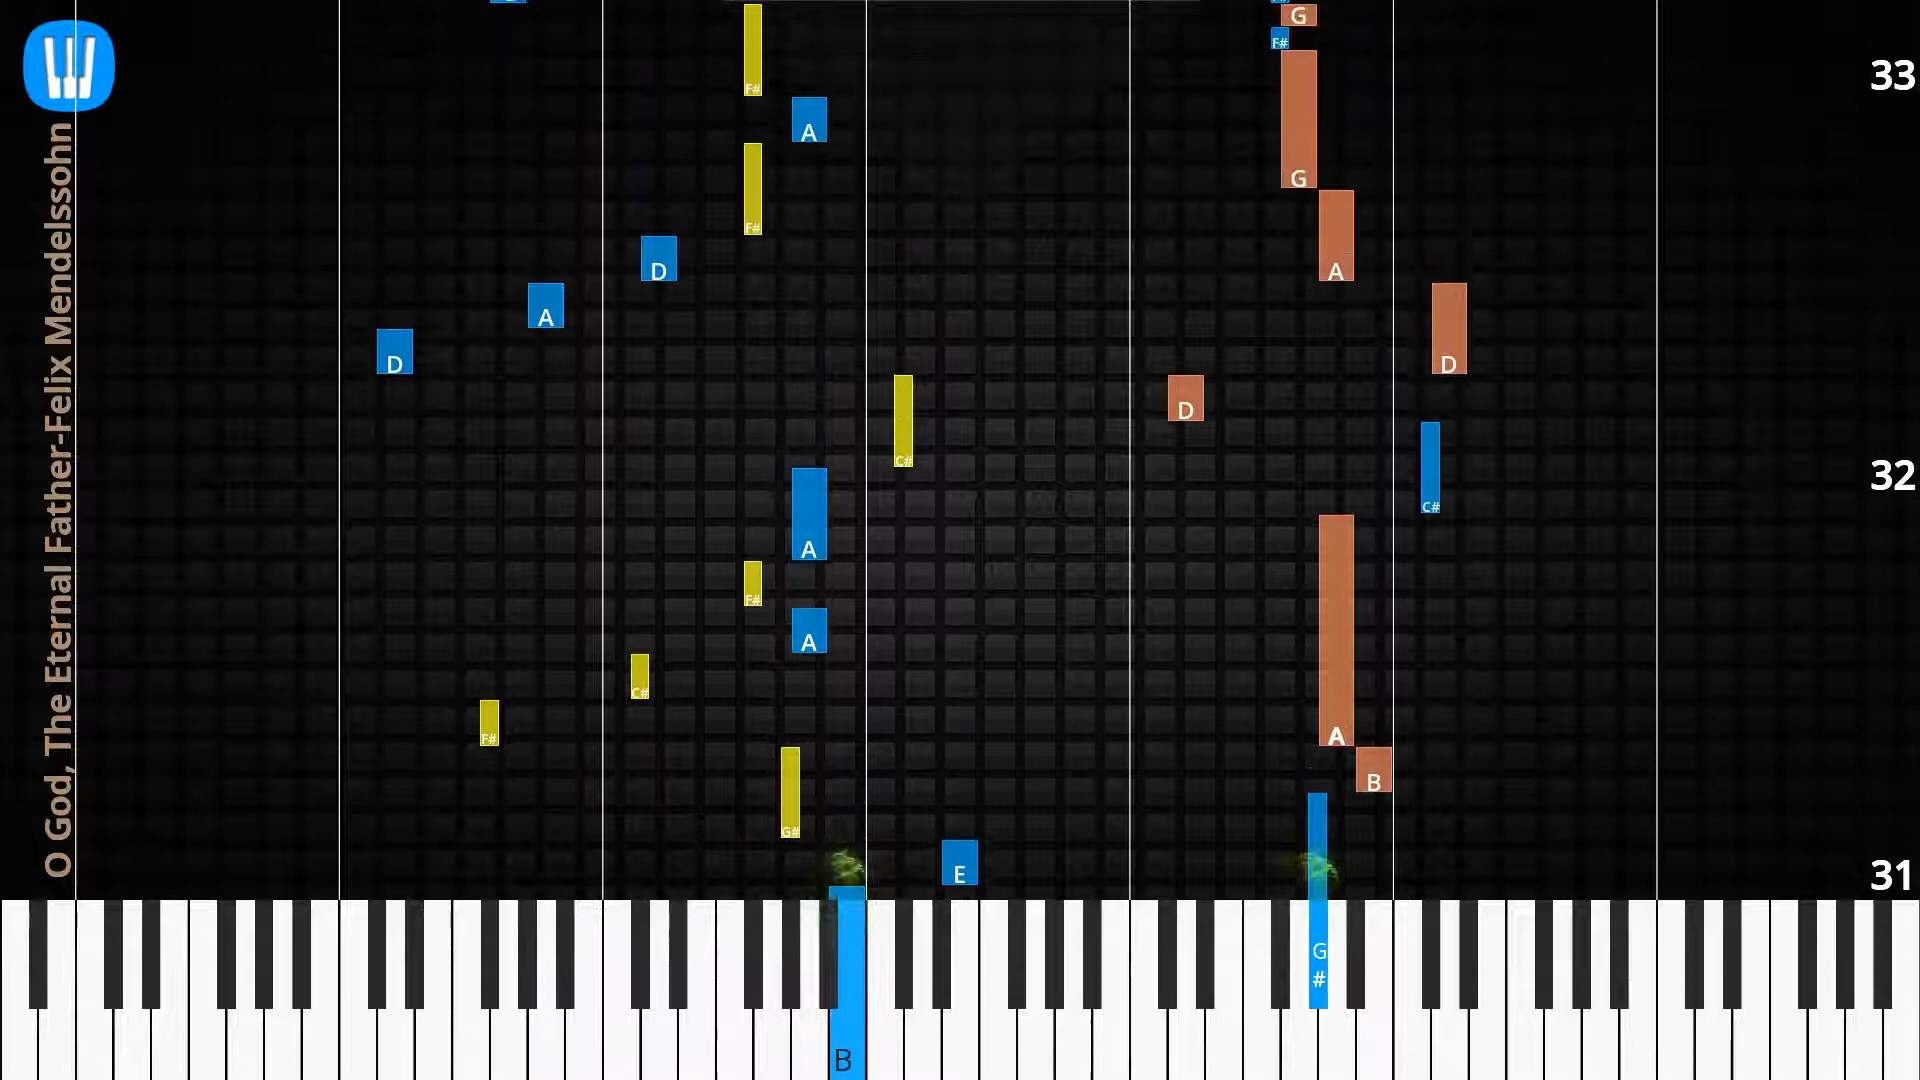 O God, The Eternal Father-Felix Mendelssohn
G
F#
33
F#
A
G
F#
D
A
A
D
D
D
C#
32
C#
A
F#
C#
A
A
F#
C#
B
G#
E
31
G
#
B